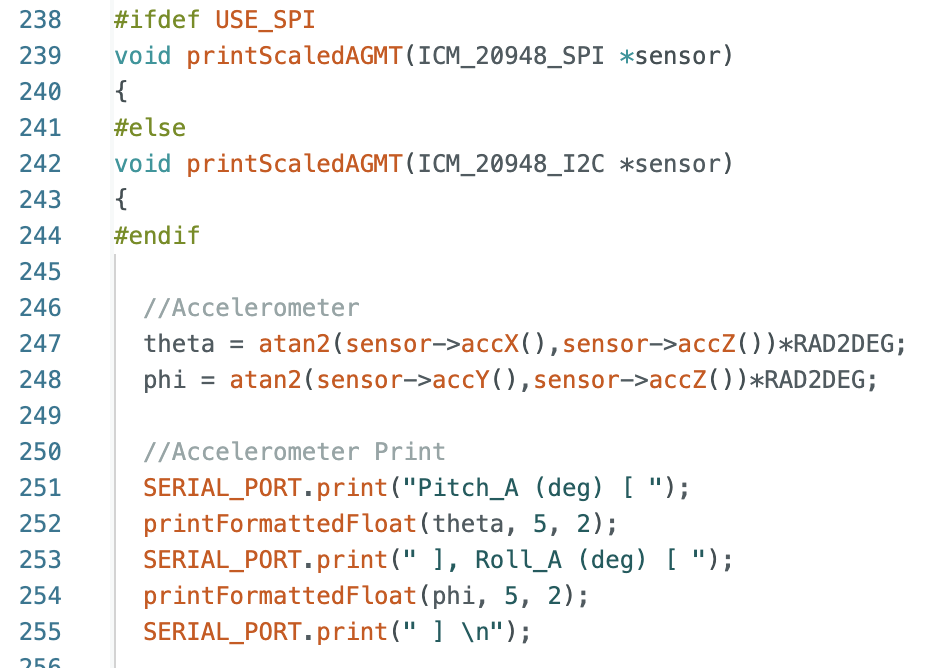 238 #ifdef USE_SPI
239 void printScaledAGMT(ICM_20948_SPI *sensor)
240 {
241 #else
242 void printScaledAGMT(ICM_20948_I2C *sensor)
243 {
244 #endif
245
246 //Accelerometer
247 theta = atan2(sensor->accX(),sensor->accZ())*RAD2DEG;
248 phi = atan2(sensor->accY(),sensor->accZ())*RAD2DEG;
249
250 //Accelerometer Print
251 SERIAL_PORT.print("Pitch_A (deg) [ ");
252 printFormattedFloat(theta, 5, 2);
253 SERIAL_PORT.print(" ], Roll_A (deg) [ ");
254 printFormattedFloat(phi, 5, 2);
255 SERIAL_PORT.print(" ] \n");
256